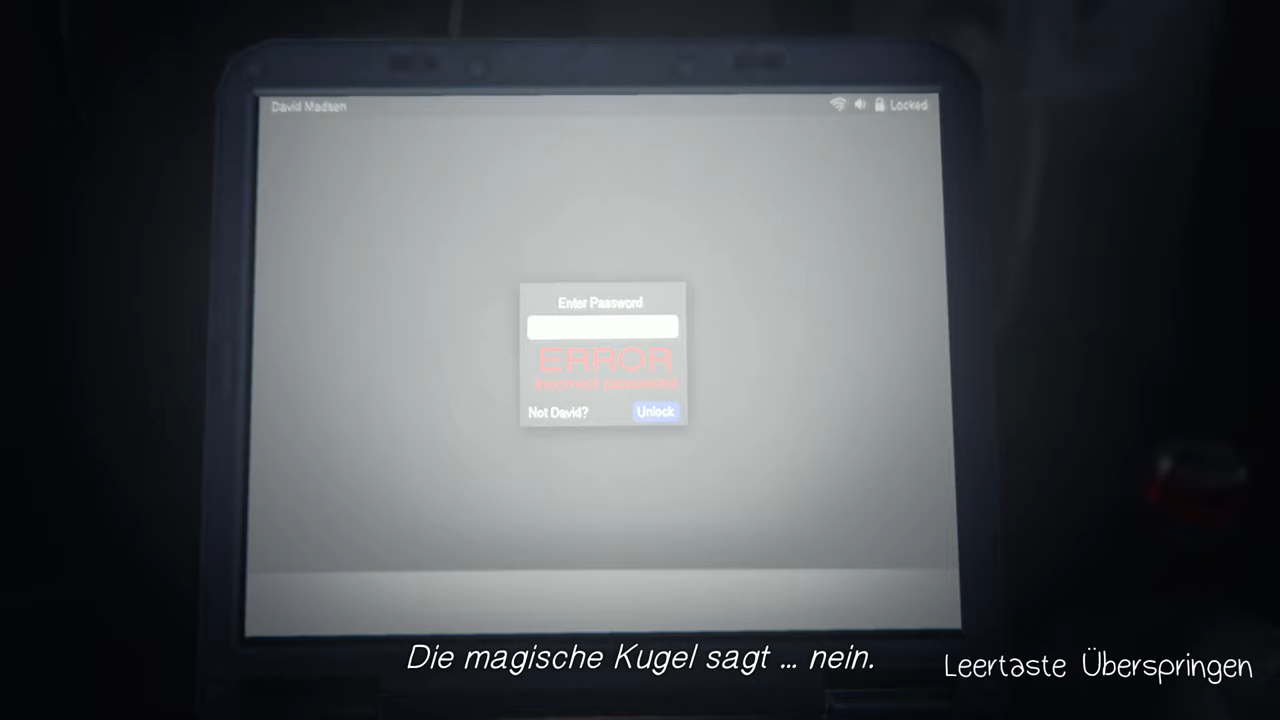 David Madsen
Locked
Enter Password
ERROR
Incorrect password
Not David?
Unlock
Die magische Kugel sagt ... nein.
Leertaste Überspringen